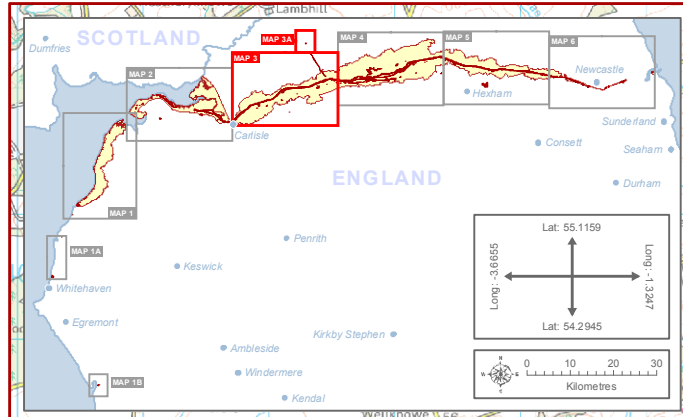 Lambhill
SCOTLAND
Dumfries
MAP 3A
MAP 4
MAP 5
MAP 6
MAP 3
MAP 2
Newcastle
Hexham
Carlisle
Sunderland
Consett
Seaham
ENGLAND
Durham
MAP 1
MAP 1A
Penrith
Keswick
Whitehaven
Egremont
Kirkby Stephen
Ambleside
Windermere
Kendal
MAP 1B
Lat: 55.1159
Long: -3.6655
Long: -1.3247
Lat: 54.2945
N
W
E
S
0 10 20 30
Kilometres
56